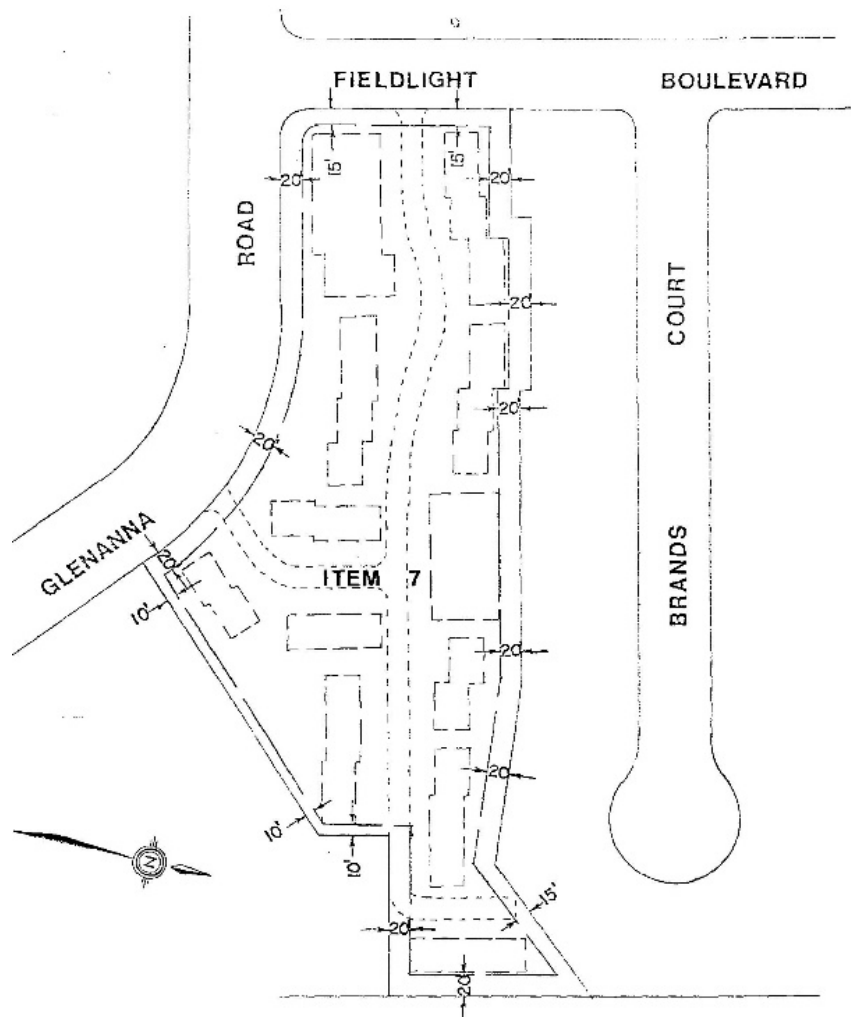 FIELDLIGHT BOULEVARD
15'
15'
20'
20'
ROAD
COURT
20'
20'
20'
GLENANNA
20'
ITEM 7
10'
BRANDS
20'
20'
10'
10'
N
15'
20'
20'